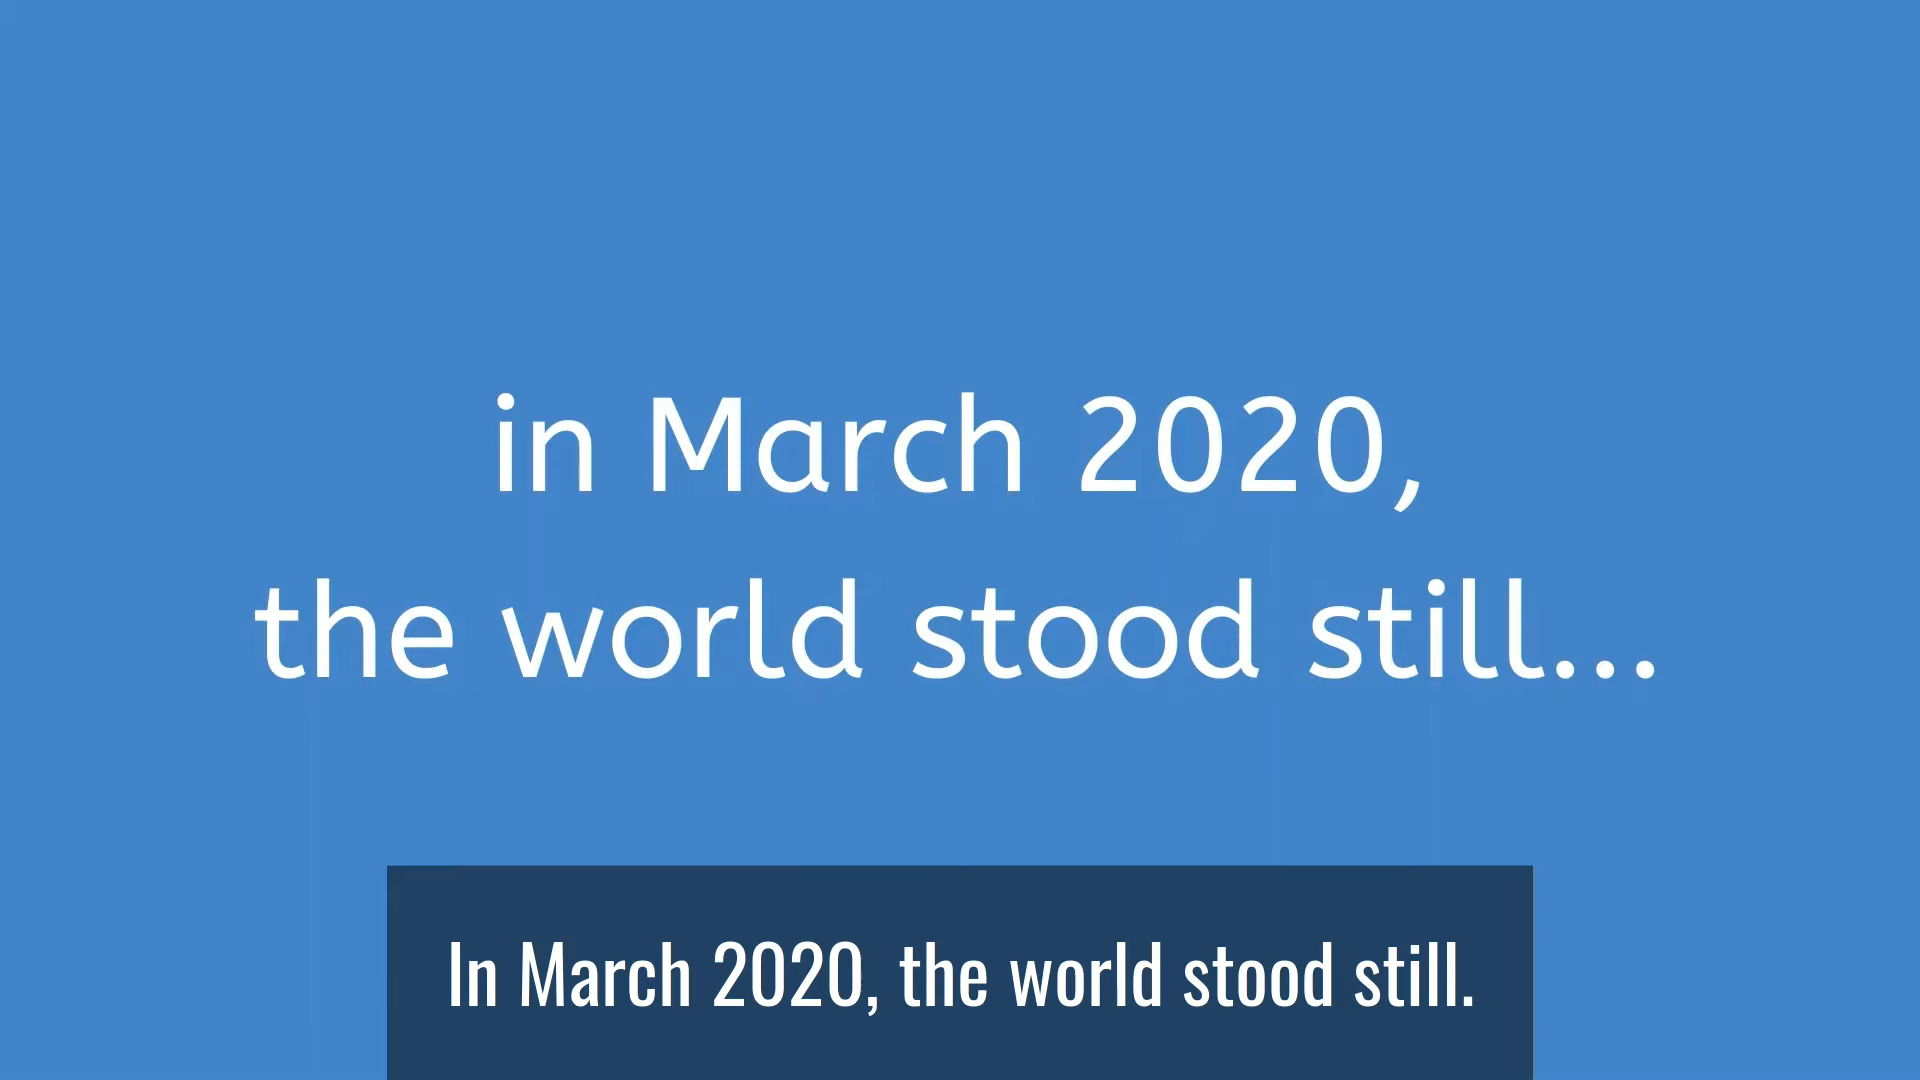 in March 2020,
the world stood still...
In March 2020, the world stood still.